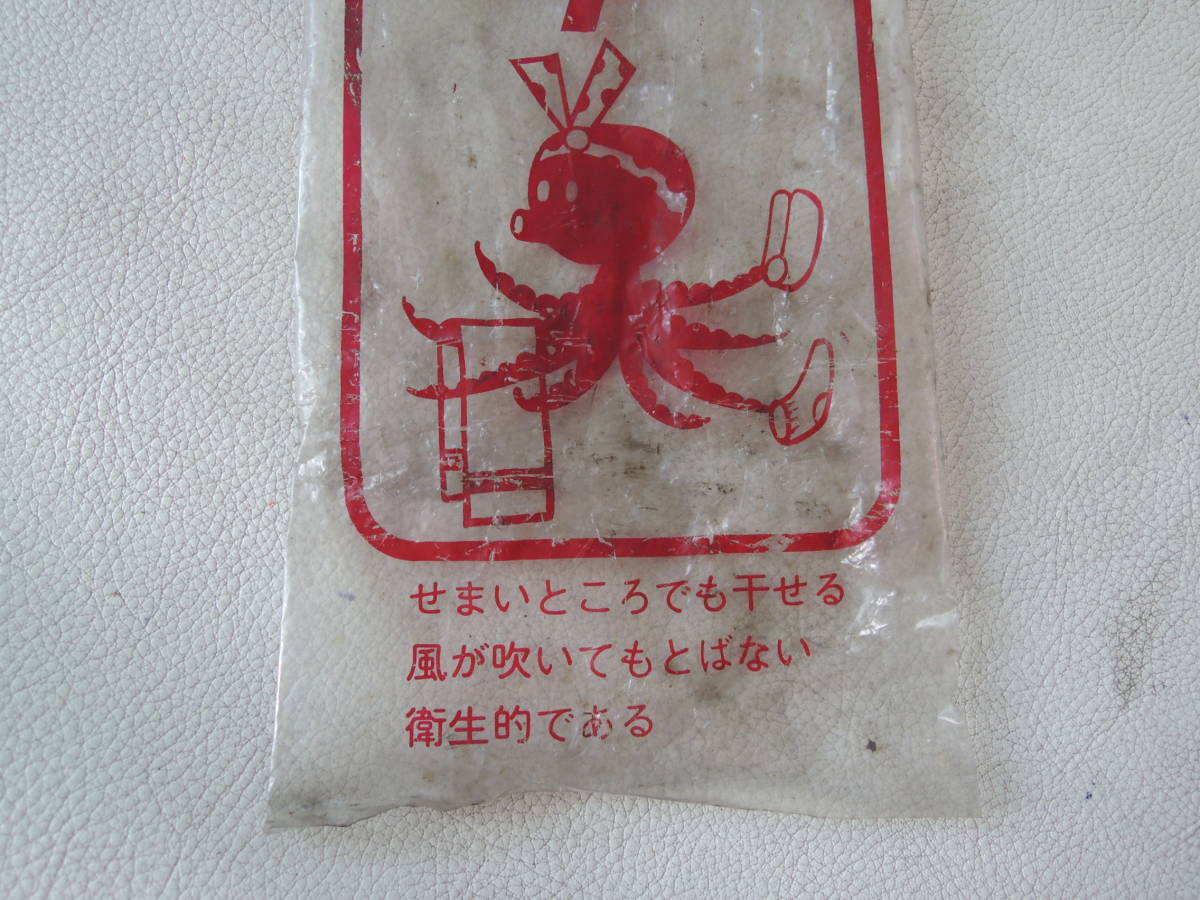 せまいところでも干せる
風が吹いてもとばない
衛生的である